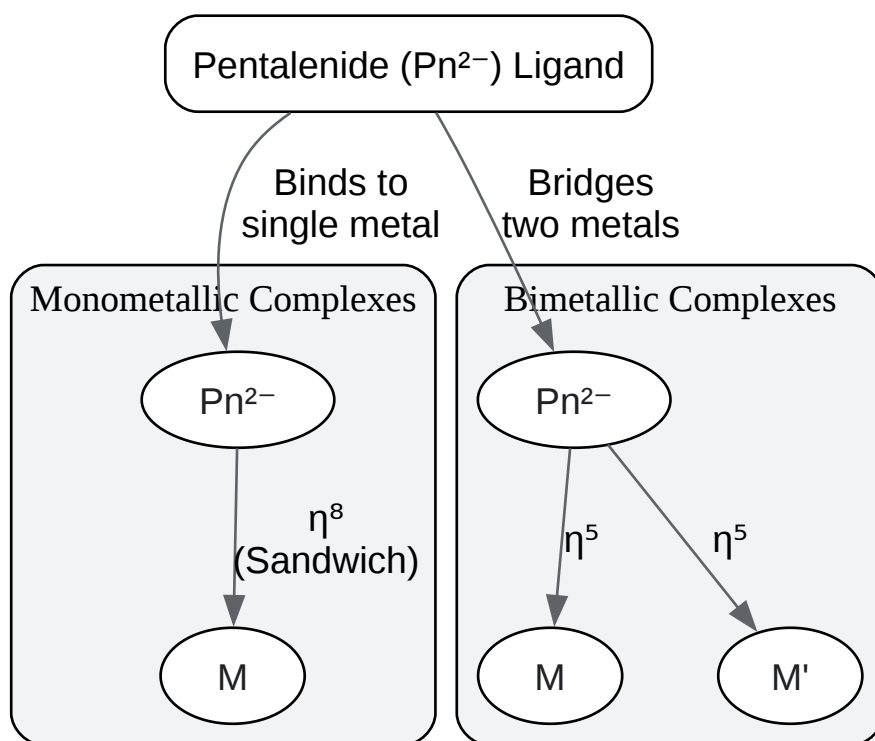 Pentalenide (Pn²⁻) Ligand
Binds to
single metal
Bridges
two metals
Monometallic Complexes
Bimetallic Complexes
Pn²⁻
Pn²⁻
η⁸
(Sandwich)
η⁵
η⁵
M
M
M'